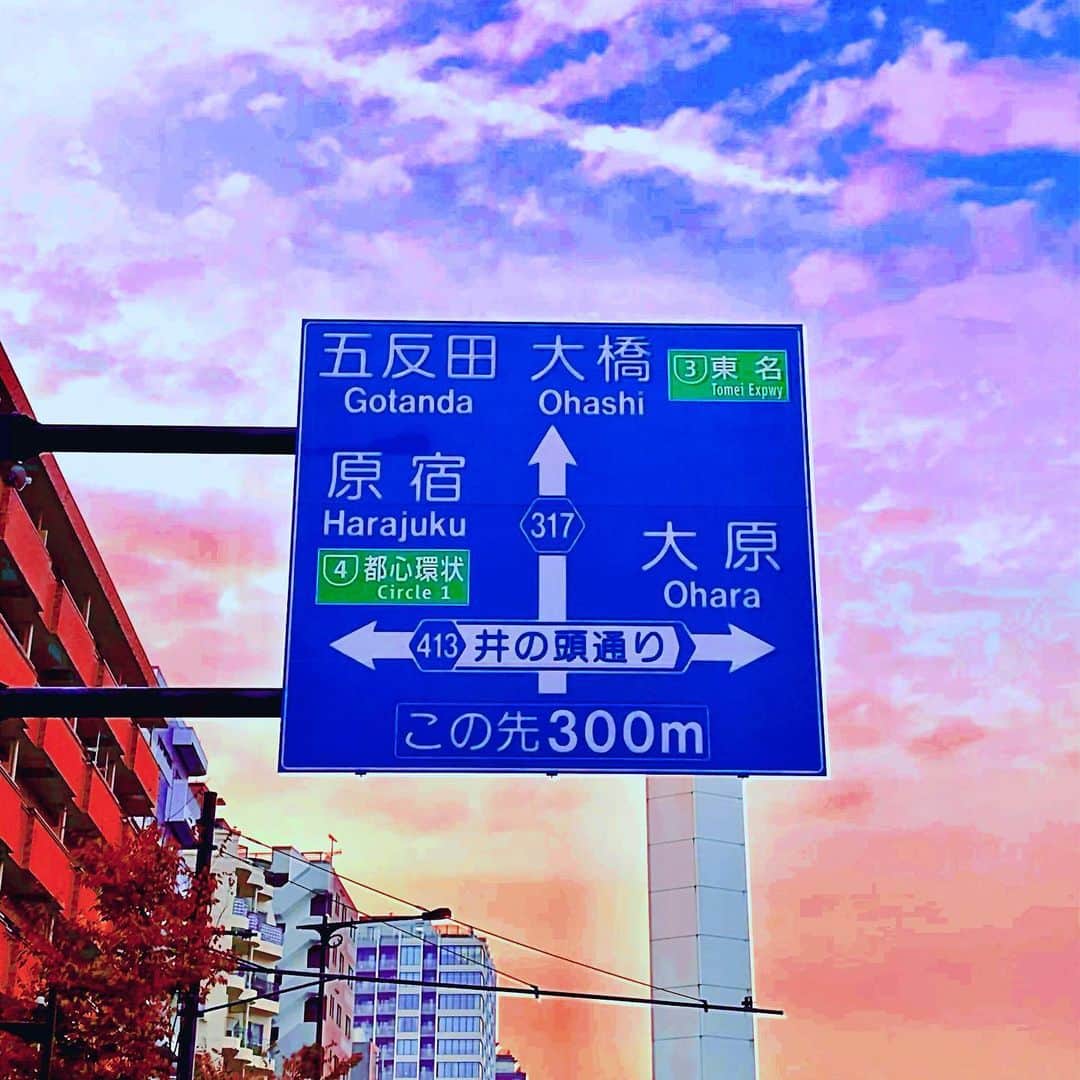 五反田 大橋
Gotanda Ohashi
3 東名
Tomei Expwy
原宿
Harajuku
4 都心環状
Circle 1
317
大原
Ohara
413 井の頭通り
この先300m